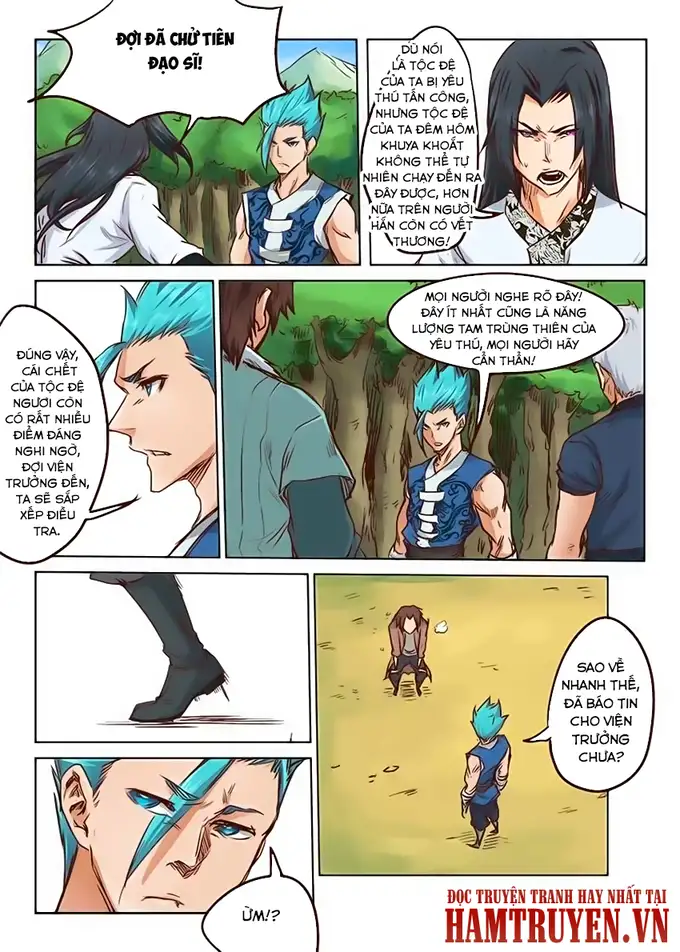 ĐỢI ĐÃ CHỬ TIÊN
ĐẠO SĨ!
DÙ NÓI
LÀ TỘC ĐỆ
CỦA TA BỊ YÊU
THÚ TẤN CÔNG,
NHƯNG TỘC ĐỆ
CỦA TA ĐÊM HÔM
KHUYA KHOẮT
KHÔNG THỂ TỰ
NHIÊN CHẠY ĐẾN RA
ĐÂY ĐƯỢC, HƠN
NỮA TRÊN NGƯỜI
HẮN CÒN CÓ VẾT
THƯƠNG!
ĐÚNG VẬY,
CÁI CHẾT
CỦA TỘC ĐỆ
NGƯƠI CÒN
CÓ RẤT NHIỀU
ĐIỂM ĐÁNG
NGHI NGỜ,
ĐỢI VIỆN
TRƯỞNG ĐẾN,
TA SẼ SẮP
XẾP ĐIỀU
TRA.
MỌI NGƯỜI NGHE RÕ ĐÂY!
ĐÂY ÍT NHẤT CŨNG LÀ NĂNG
LƯỢNG TAM TRÙNG THIÊN CỦA
YÊU THÚ, MỌI NGƯỜI HÃY
CẨN THẬN!
SAO VỀ
NHANH THẾ,
ĐÃ BÁO TIN
CHO VIỆN
TRƯỞNG
CHƯA?
ỪM!?
ĐỌC TRUYỆN TRANH HAY NHẤT TẠI
HAMTRUYEN.VN